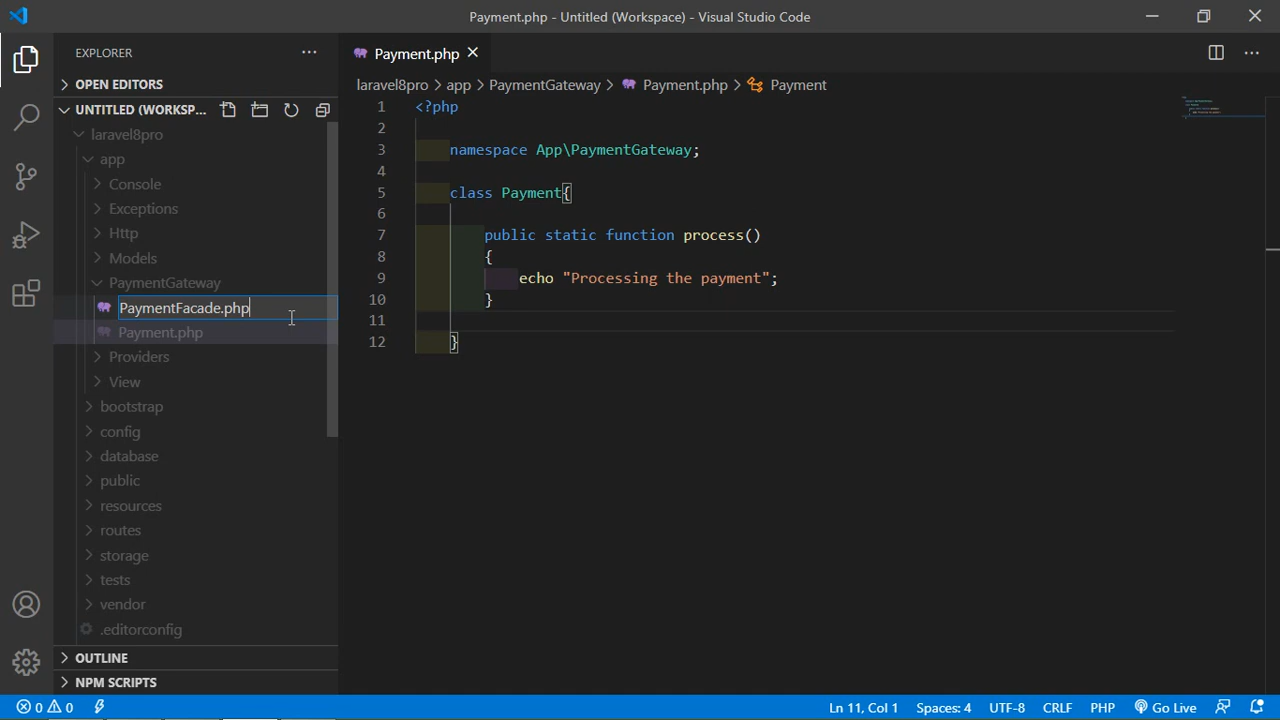 Payment.php - Untitled (Workspace) - Visual Studio Code
EXPLORER
OPEN EDITORS
UNTITLED (WORKSP...
laravel8pro
app
Console
Exceptions
Http
Models
PaymentGateway
PaymentFacade.php
Payment.php
Providers
View
bootstrap
config
database
public
resources
routes
storage
tests
vendor
.editorconfig
OUTLINE
NPM SCRIPTS
Payment.php
laravel8pro > app > PaymentGateway > Payment.php > Payment
1 <?php
2
3 namespace App\PaymentGateway;
4
5 class Payment{
6
7 public static function process()
8 {
9 echo "Processing the payment";
10 }
11
12 }
0 0 Ln 11, Col 1 Spaces: 4 UTF-8 CRLF PHP Go Live